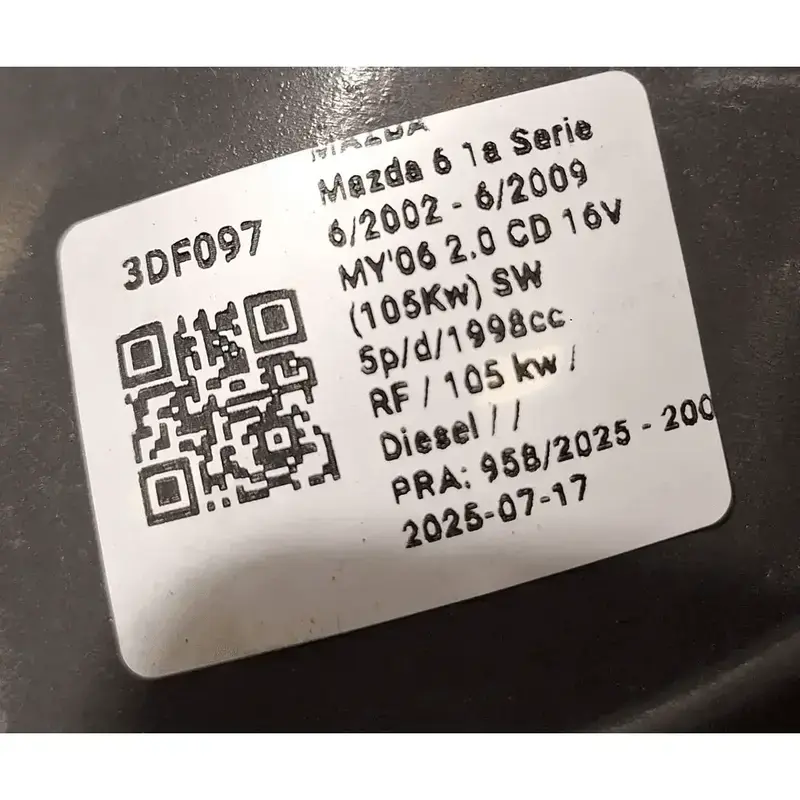 3DF097
MAZDA
Mazda 6 1a Serie
6/2002 - 6/2009
MY'06 2.0 CD 16V
(105Kw) SW
5p/d/1998cc
RF / 105 kw /
Diesel / /
PRA: 958/2025 - 200
2025-07-17